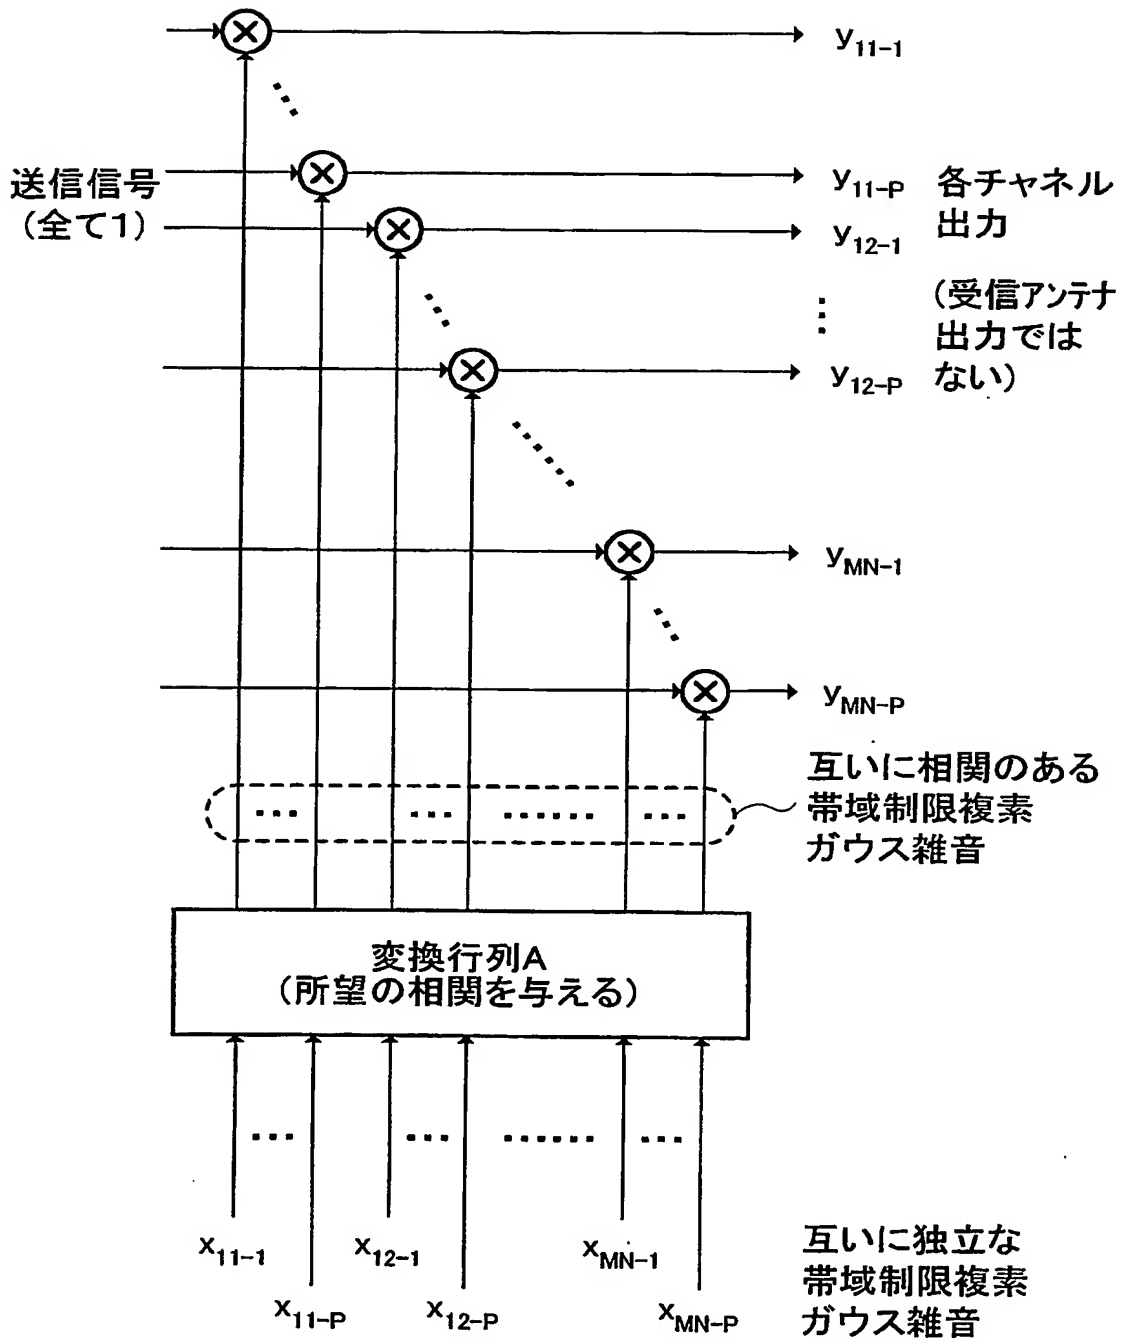 y11-1
送信信号
(全て1)
y11-P
各チャネル
出力
y12-1
(受信アンテナ
出力では
ない)
y12-P
yMN-1
yMN-P
互いに相関のある
帯域制限複素
ガウス雑音
変換行列A
(所望の相関を与える)
x11-1
x12-1
xMN-1
x11-P
x12-P
xMN-P
互いに独立な
帯域制限複素
ガウス雑音